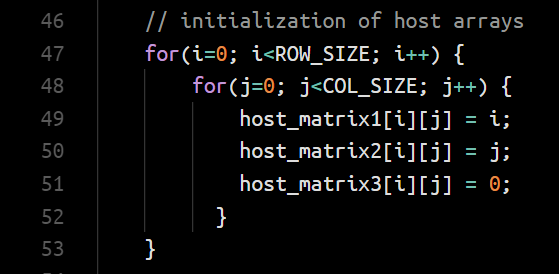 46 // initialization of host arrays
47 for(i=0; i<ROW_SIZE; i++) {
48 for(j=0; j<COL_SIZE; j++) {
49 host_matrix1[i][j] = i;
50 host_matrix2[i][j] = j;
51 host_matrix3[i][j] = 0;
52 }
53 }